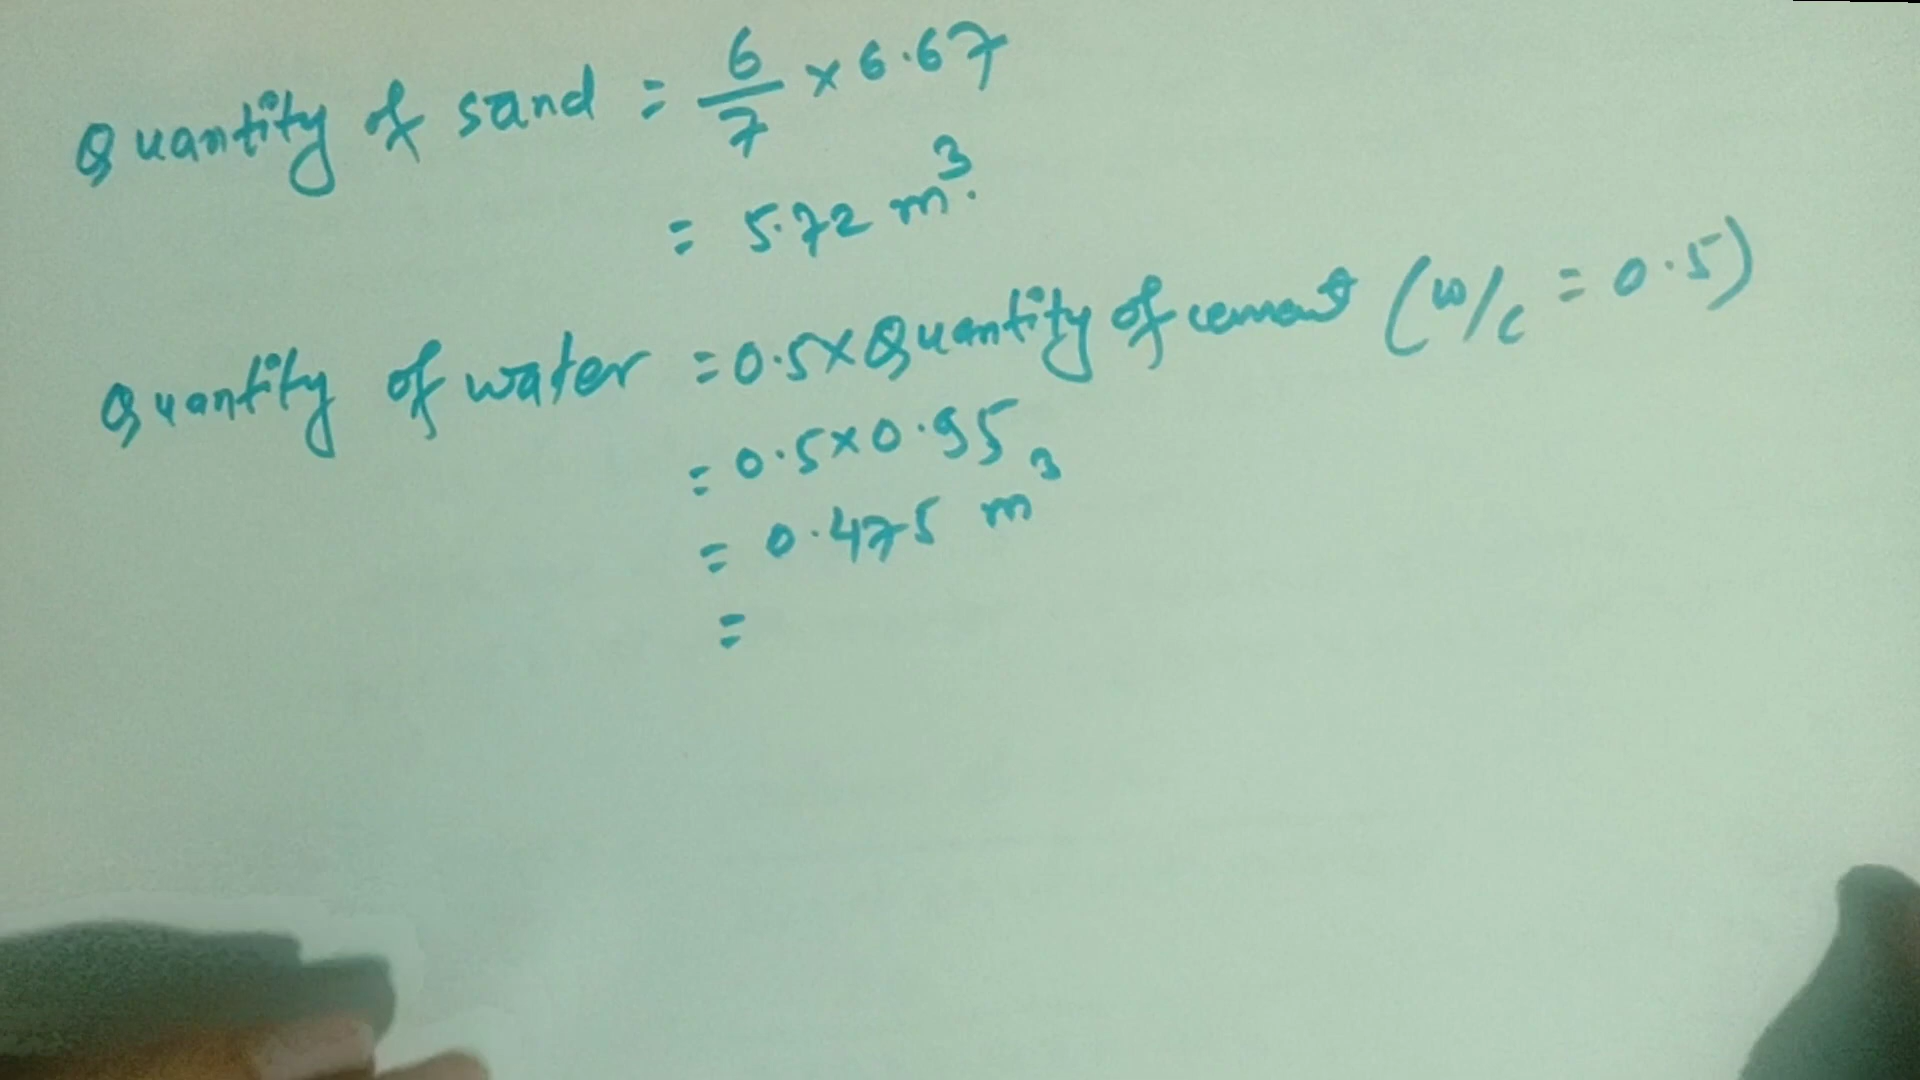 Quantity of sand = 6/7 × 6.67
= 5.72 m³.
Quantity of water = 0.5 × Quantity of cement (w/c = 0.5)
= 0.5 × 0.95
= 0.475 m³
=